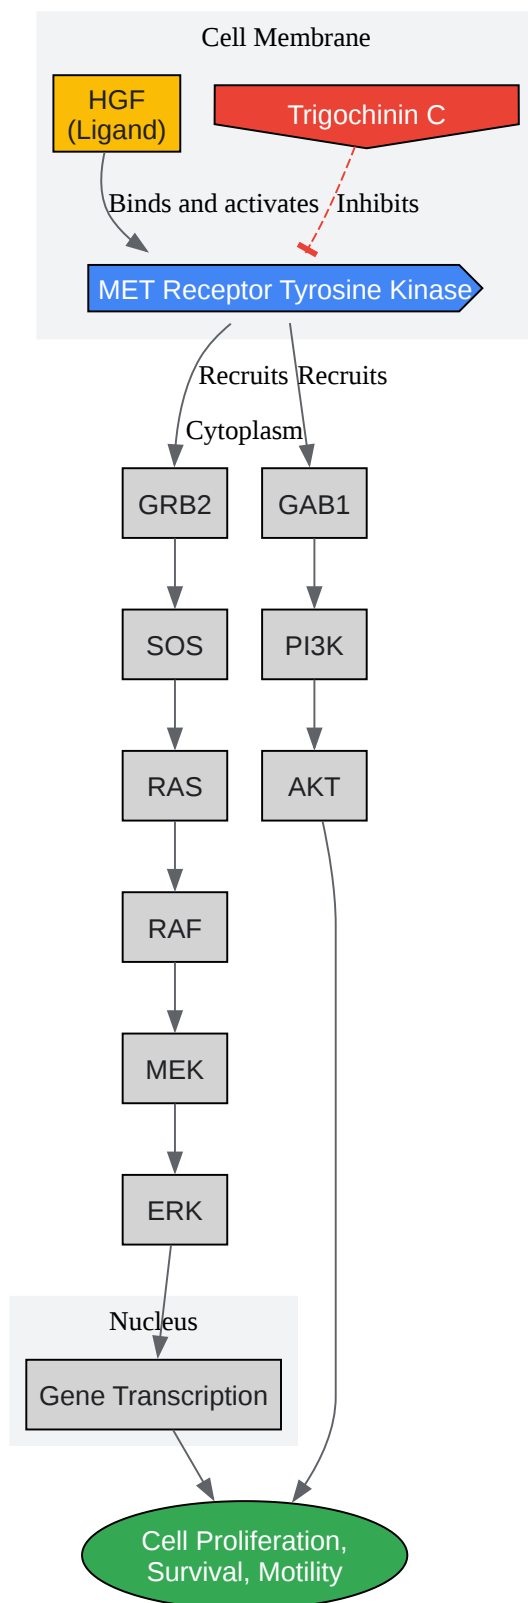 Cell Membrane
HGF
(Ligand)
Trigochinin C
Binds and activates
Inhibits
MET Receptor Tyrosine Kinase
Recruits
Recruits
Cytoplasm
GRB2
GAB1
SOS
PI3K
RAS
AKT
RAF
MEK
ERK
Nucleus
Gene Transcription
Cell Proliferation,
Survival, Motility